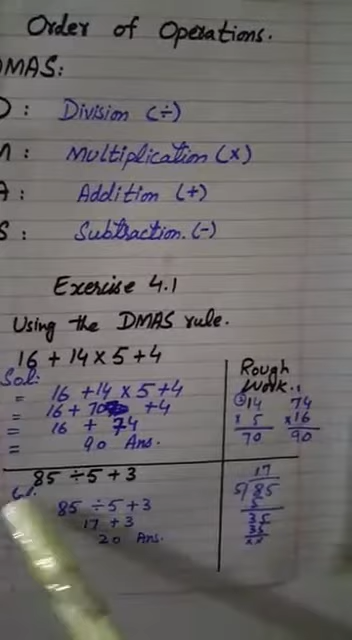 Order of Operations.
DMAS:
D: Division (÷)
M: Multiplication (×)
A: Addition (+)
S: Subtraction. (-)
Exercise 4.1
Using the DMAS rule.
16 + 14 × 5 + 4
Sol:
= 16 + 14 × 5 + 4
= 16 + 70 + 4
= 16 + 74
= 90 Ans.
Rough
Work.
14 74
× 5 × 16
70 90
85 ÷ 5 + 3
85 ÷ 5 + 3
17 + 3
20 Ans.
17
5)85
5
35
35
××